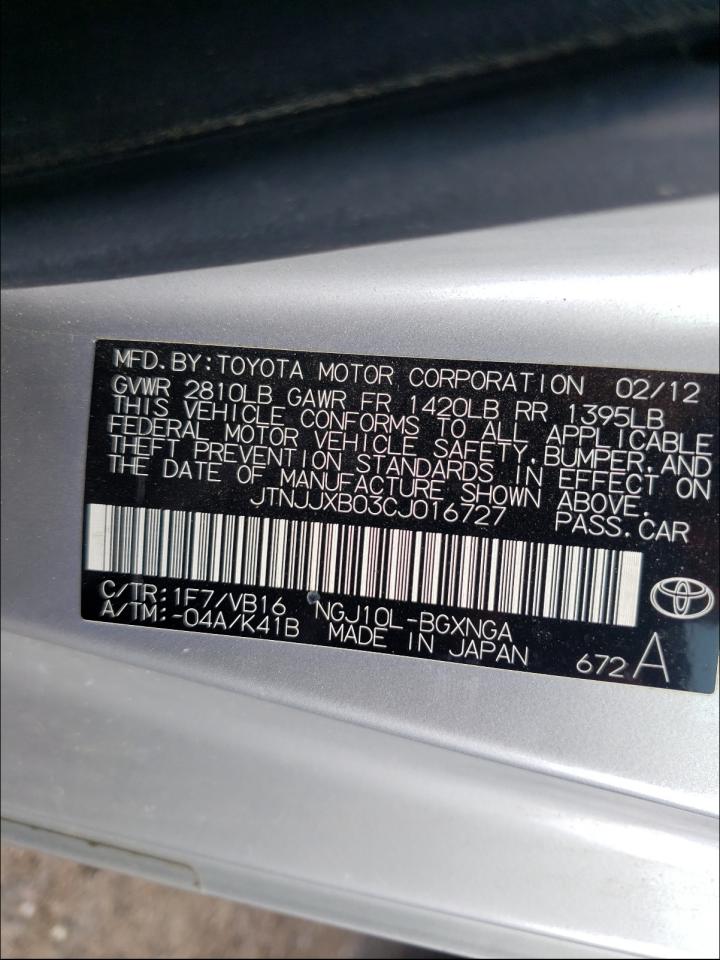 MFD. BY: TOYOTA MOTOR CORPORATION 02/12
GVWR 2810LB GAWR FR 1420LB RR 1395LB
THIS VEHICLE CONFORMS TO ALL APPLICABLE
FEDERAL MOTOR VEHICLE SAFETY, BUMPER, AND
THEFT PREVENTION STANDARDS IN EFFECT ON
THE DATE OF MANUFACTURE SHOWN ABOVE.
JTNJJXB03CJ016727 PASS. CAR
C/TR: 1F7/VB16 NGJ10L-BGXNGA
A/TM: -04A/K41B MADE IN JAPAN 672 A